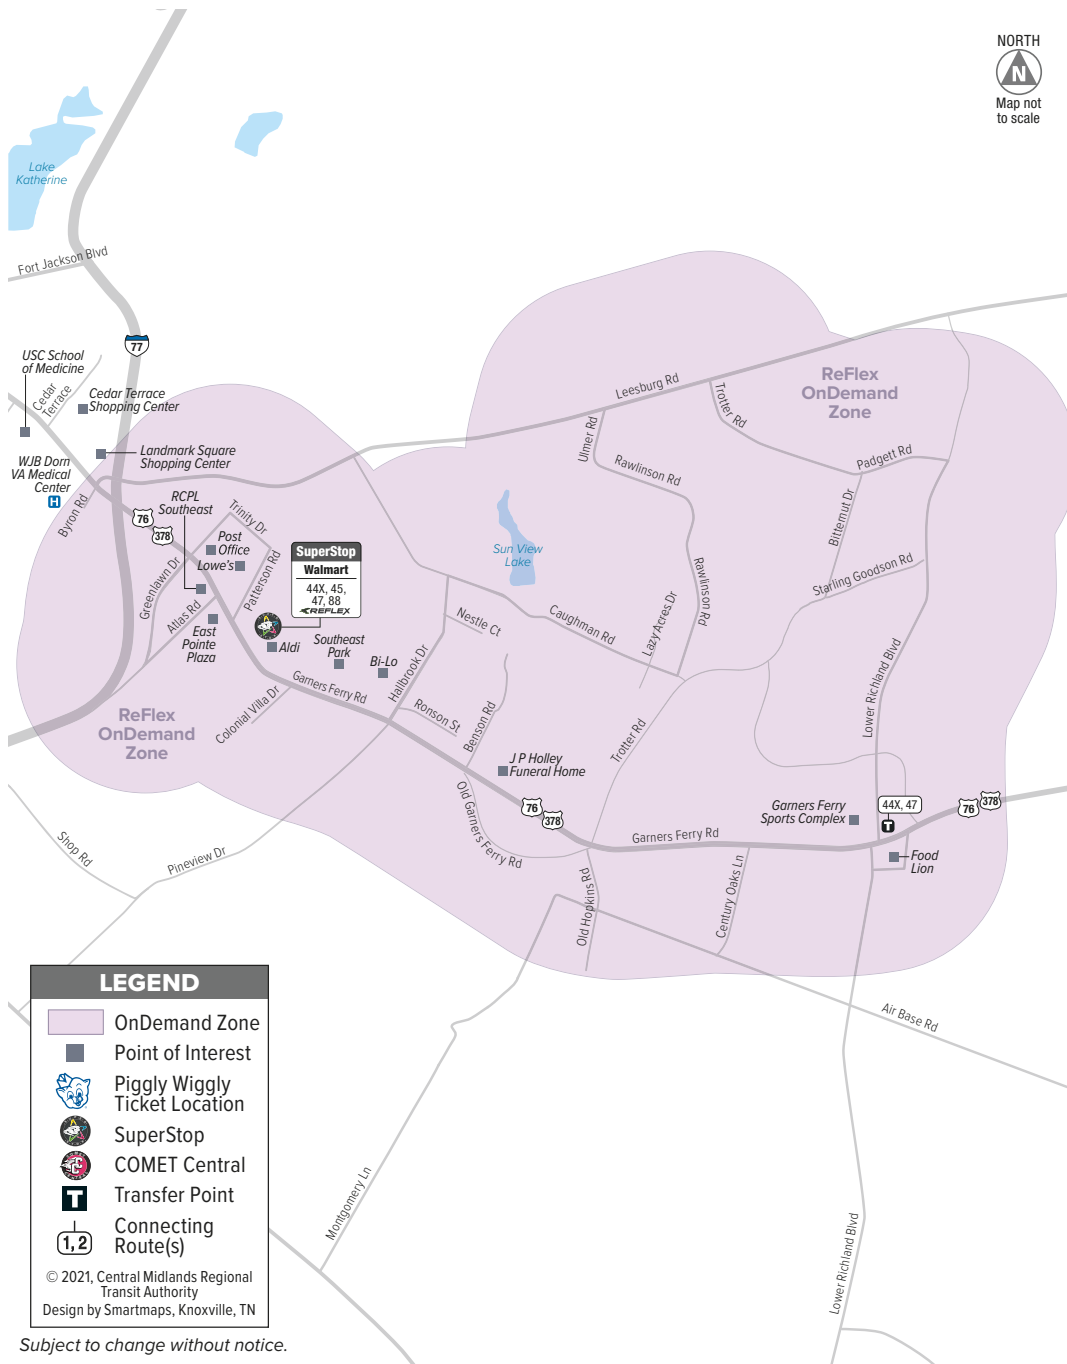 NORTH
N
Map not
to scale
Lake
Katherine
Fort Jackson Blvd
77
USC School
of Medicine
Cedar
Terrace
Cedar Terrace
Shopping Center
Landmark Square
Shopping Center
WJB Dorn
VA Medical
Center
H
Byron Rd
RCPL
Southeast
76
378
Trinity Dr
Post
Office
Lowe's
Greenlawn Dr
Patterson Rd
Atlas Rd
East
Pointe
Plaza
SuperStop
Walmart
44X, 45,
47, 88
REFLEX
Aldi
Southeast
Park
Bi-Lo
Garners Ferry Rd
Colonial Villa Dr
Hallbrook Dr
Nestle Ct
Ronson St
Benson Rd
ReFlex
OnDemand
Zone
Leesburg Rd
Trotter Rd
ReFlex
OnDemand
Zone
Ulmer Rd
Rawlinson Rd
Padgett Rd
Bitternut Dr
Sun View
Lake
Starling Goodson Rd
Rawlinson Rd
Lazy Acres Dr
Caughman Rd
Lower Richland Blvd
Trotter Rd
J P Holley
Funeral Home
76
378
Old Garners Ferry Rd
Garners Ferry Rd
Garners Ferry
Sports Complex
44X, 47
T
76
378
Food
Lion
Century Oaks Ln
Old Hopkins Rd
Shop Rd
Pineview Dr
Air Base Rd
Montgomery Ln
Lower Richland Blvd
LEGEND
OnDemand Zone
Point of Interest
Piggly Wiggly
Ticket Location
SuperStop
COMET Central
T
Transfer Point
1, 2
Connecting
Route(s)
© 2021, Central Midlands Regional
Transit Authority
Design by Smartmaps, Knoxville, TN
Subject to change without notice.